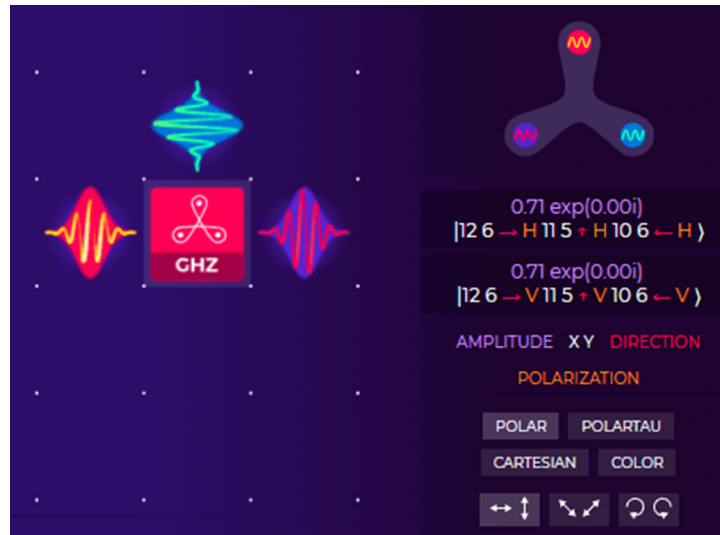 GHZ
0.71 exp(0.00i)
|12 6 → H 11 5 ↑ H 10 6 ← H ⟩
0.71 exp(0.00i)
|12 6 → V 11 5 ↑ V 10 6 ← V ⟩
AMPLITUDE X Y DIRECTION
POLARIZATION
POLAR POLARTAU
CARTESIAN COLOR